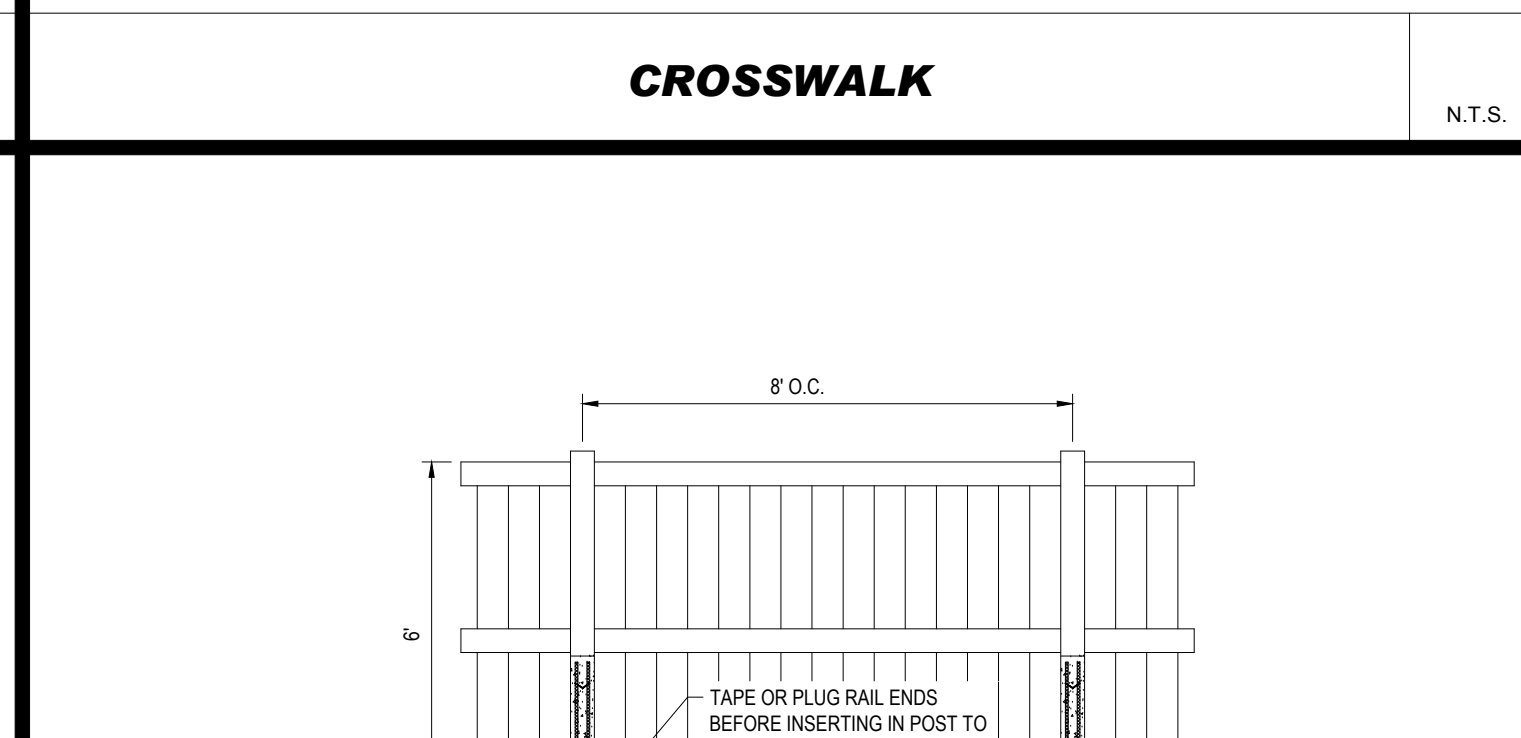 CROSSWALK
N.T.S.
8' O.C.
6'
TAPE OR PLUG RAIL ENDS
BEFORE INSERTING IN POST TO